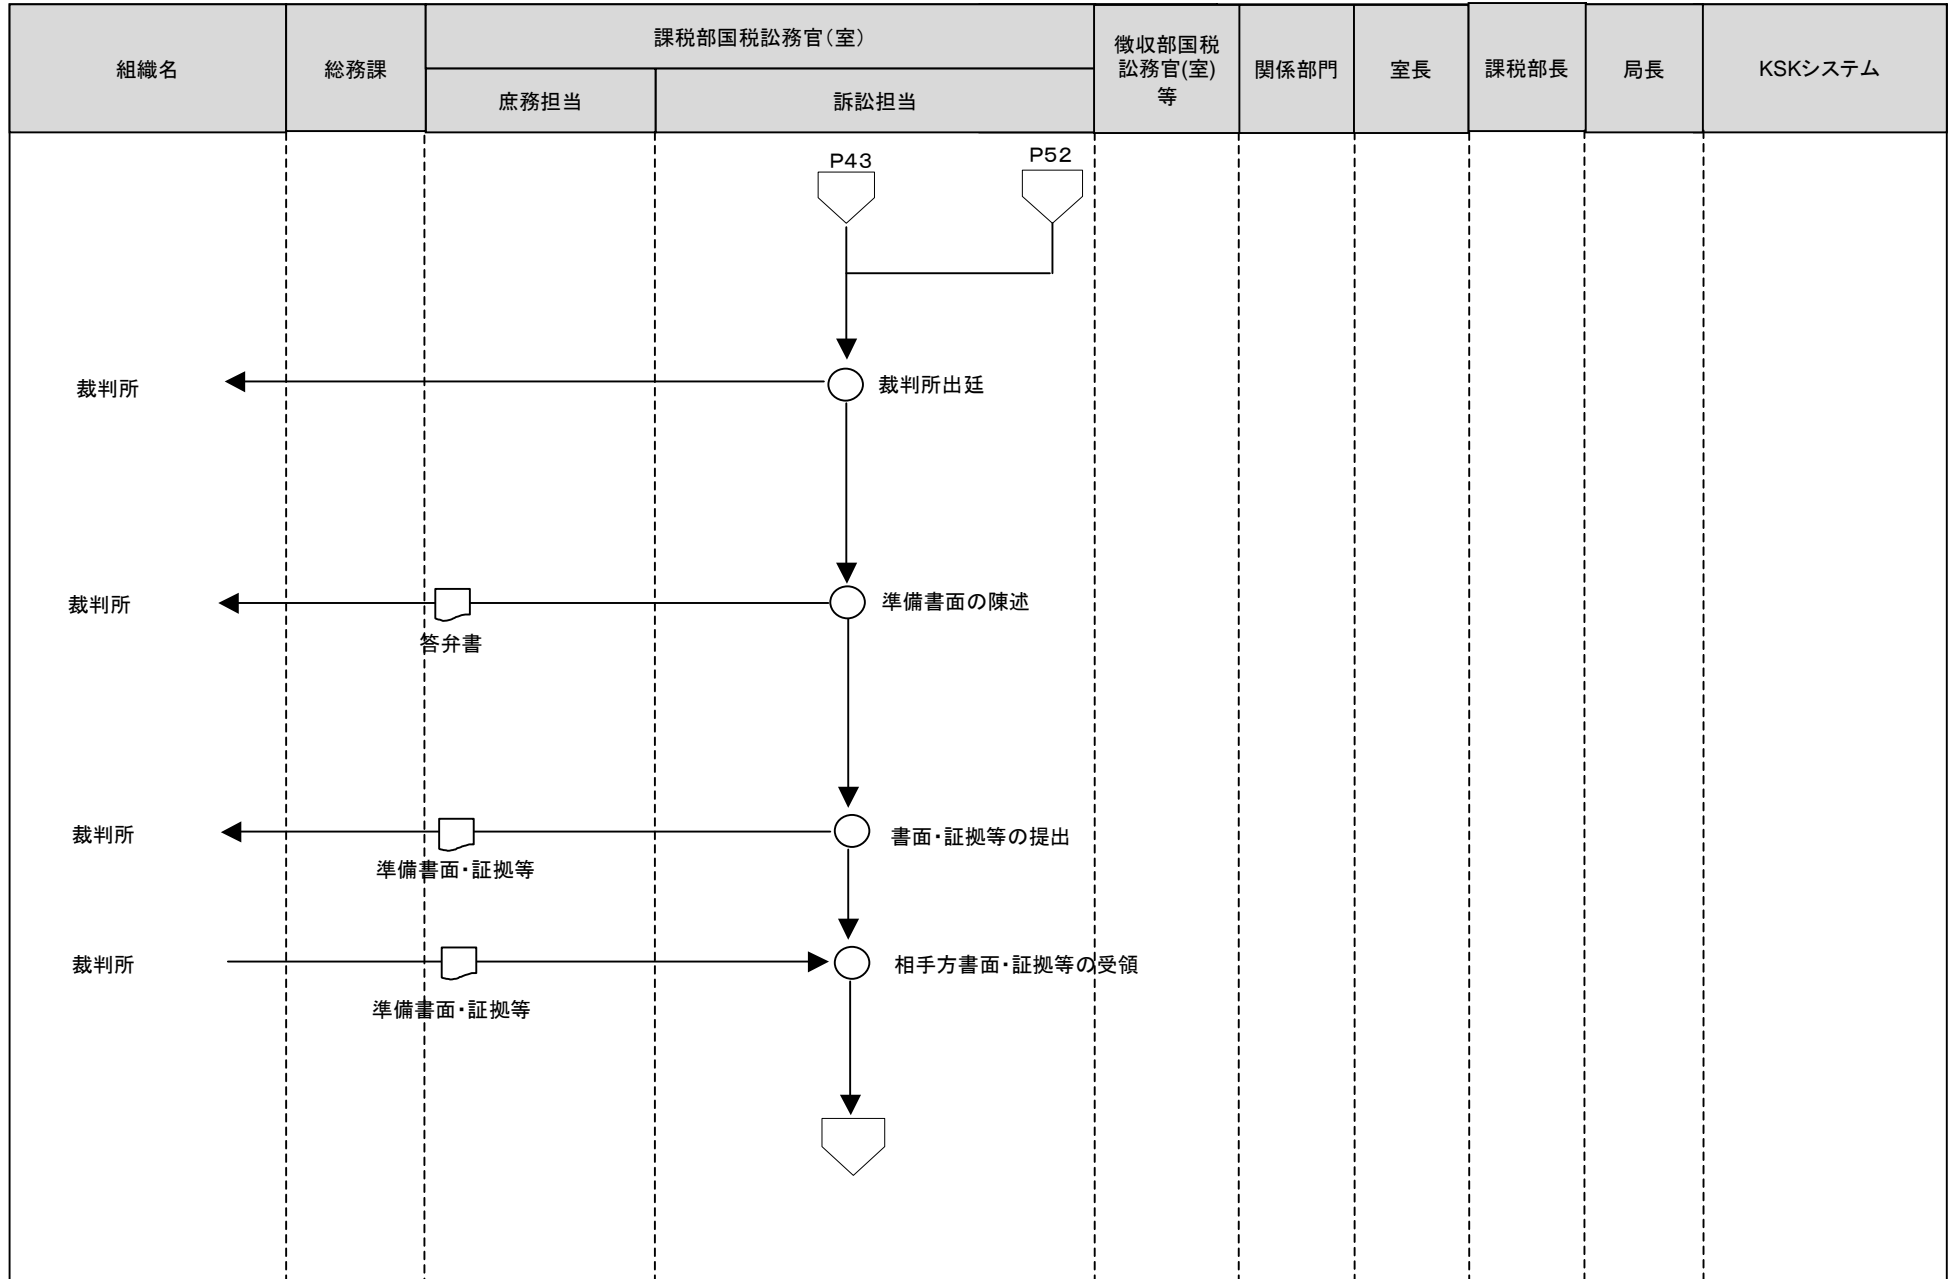 組織名
総務課
課税部国税訟務官（室）
庶務担当
訴訟担当
徴収部国税
訟務官(室)
等
関係部門
室長
課税部長
局長
KSKシステム
P43
P52
裁判所
裁判所出廷
裁判所
準備書面の陳述
答弁書
裁判所
書面・証拠等の提出
準備書面・証拠等
裁判所
相手方書面・証拠等の受領
準備書面・証拠等